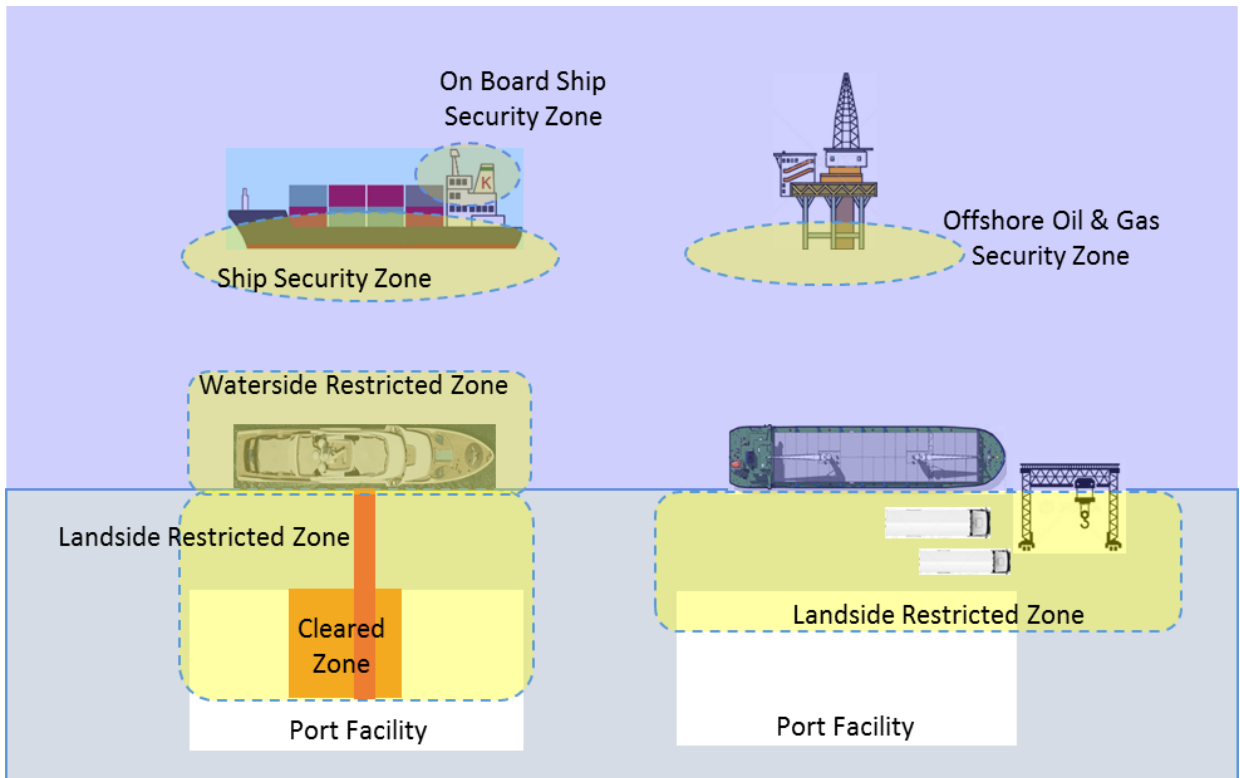 On Board Ship
Security Zone
K
Offshore Oil & Gas
Security Zone
Ship Security Zone
Waterside Restricted Zone
Landside Restricted Zone
Landside Restricted Zone
Cleared
Zone
Port Facility
Port Facility